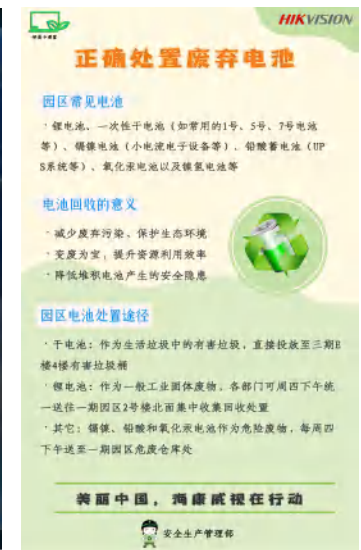 HIKVISION
正确处置废弃电池
园区常见电池
·锂电池、一次性干电池(如常用的1号、5号、7号电池
等)、镉镍电池(小电流电子设备等)、铅酸蓄电池(UP
S系统等)、氧化汞电池以及镍氢电池等
电池回收的意义
·减少废弃污染、保护生态环境
·变废为宝，提升资源利用效率
·降低堆积电池产生的安全隐患
园区电池处置途径
·干电池：作为生活垃圾中的有害垃圾，直接投放至三期B
楼4楼有害垃圾桶
·锂电池：作为一般工业固体废物，各部门可周四下午统
一送往一期园区2号楼北面集中收集回收处置
·其它：镉镍、铅酸和氧化汞电池作为危险废物，每周四
下午送至一期园区危废仓库处
美丽中国，海康威视在行动
安全生产管理部